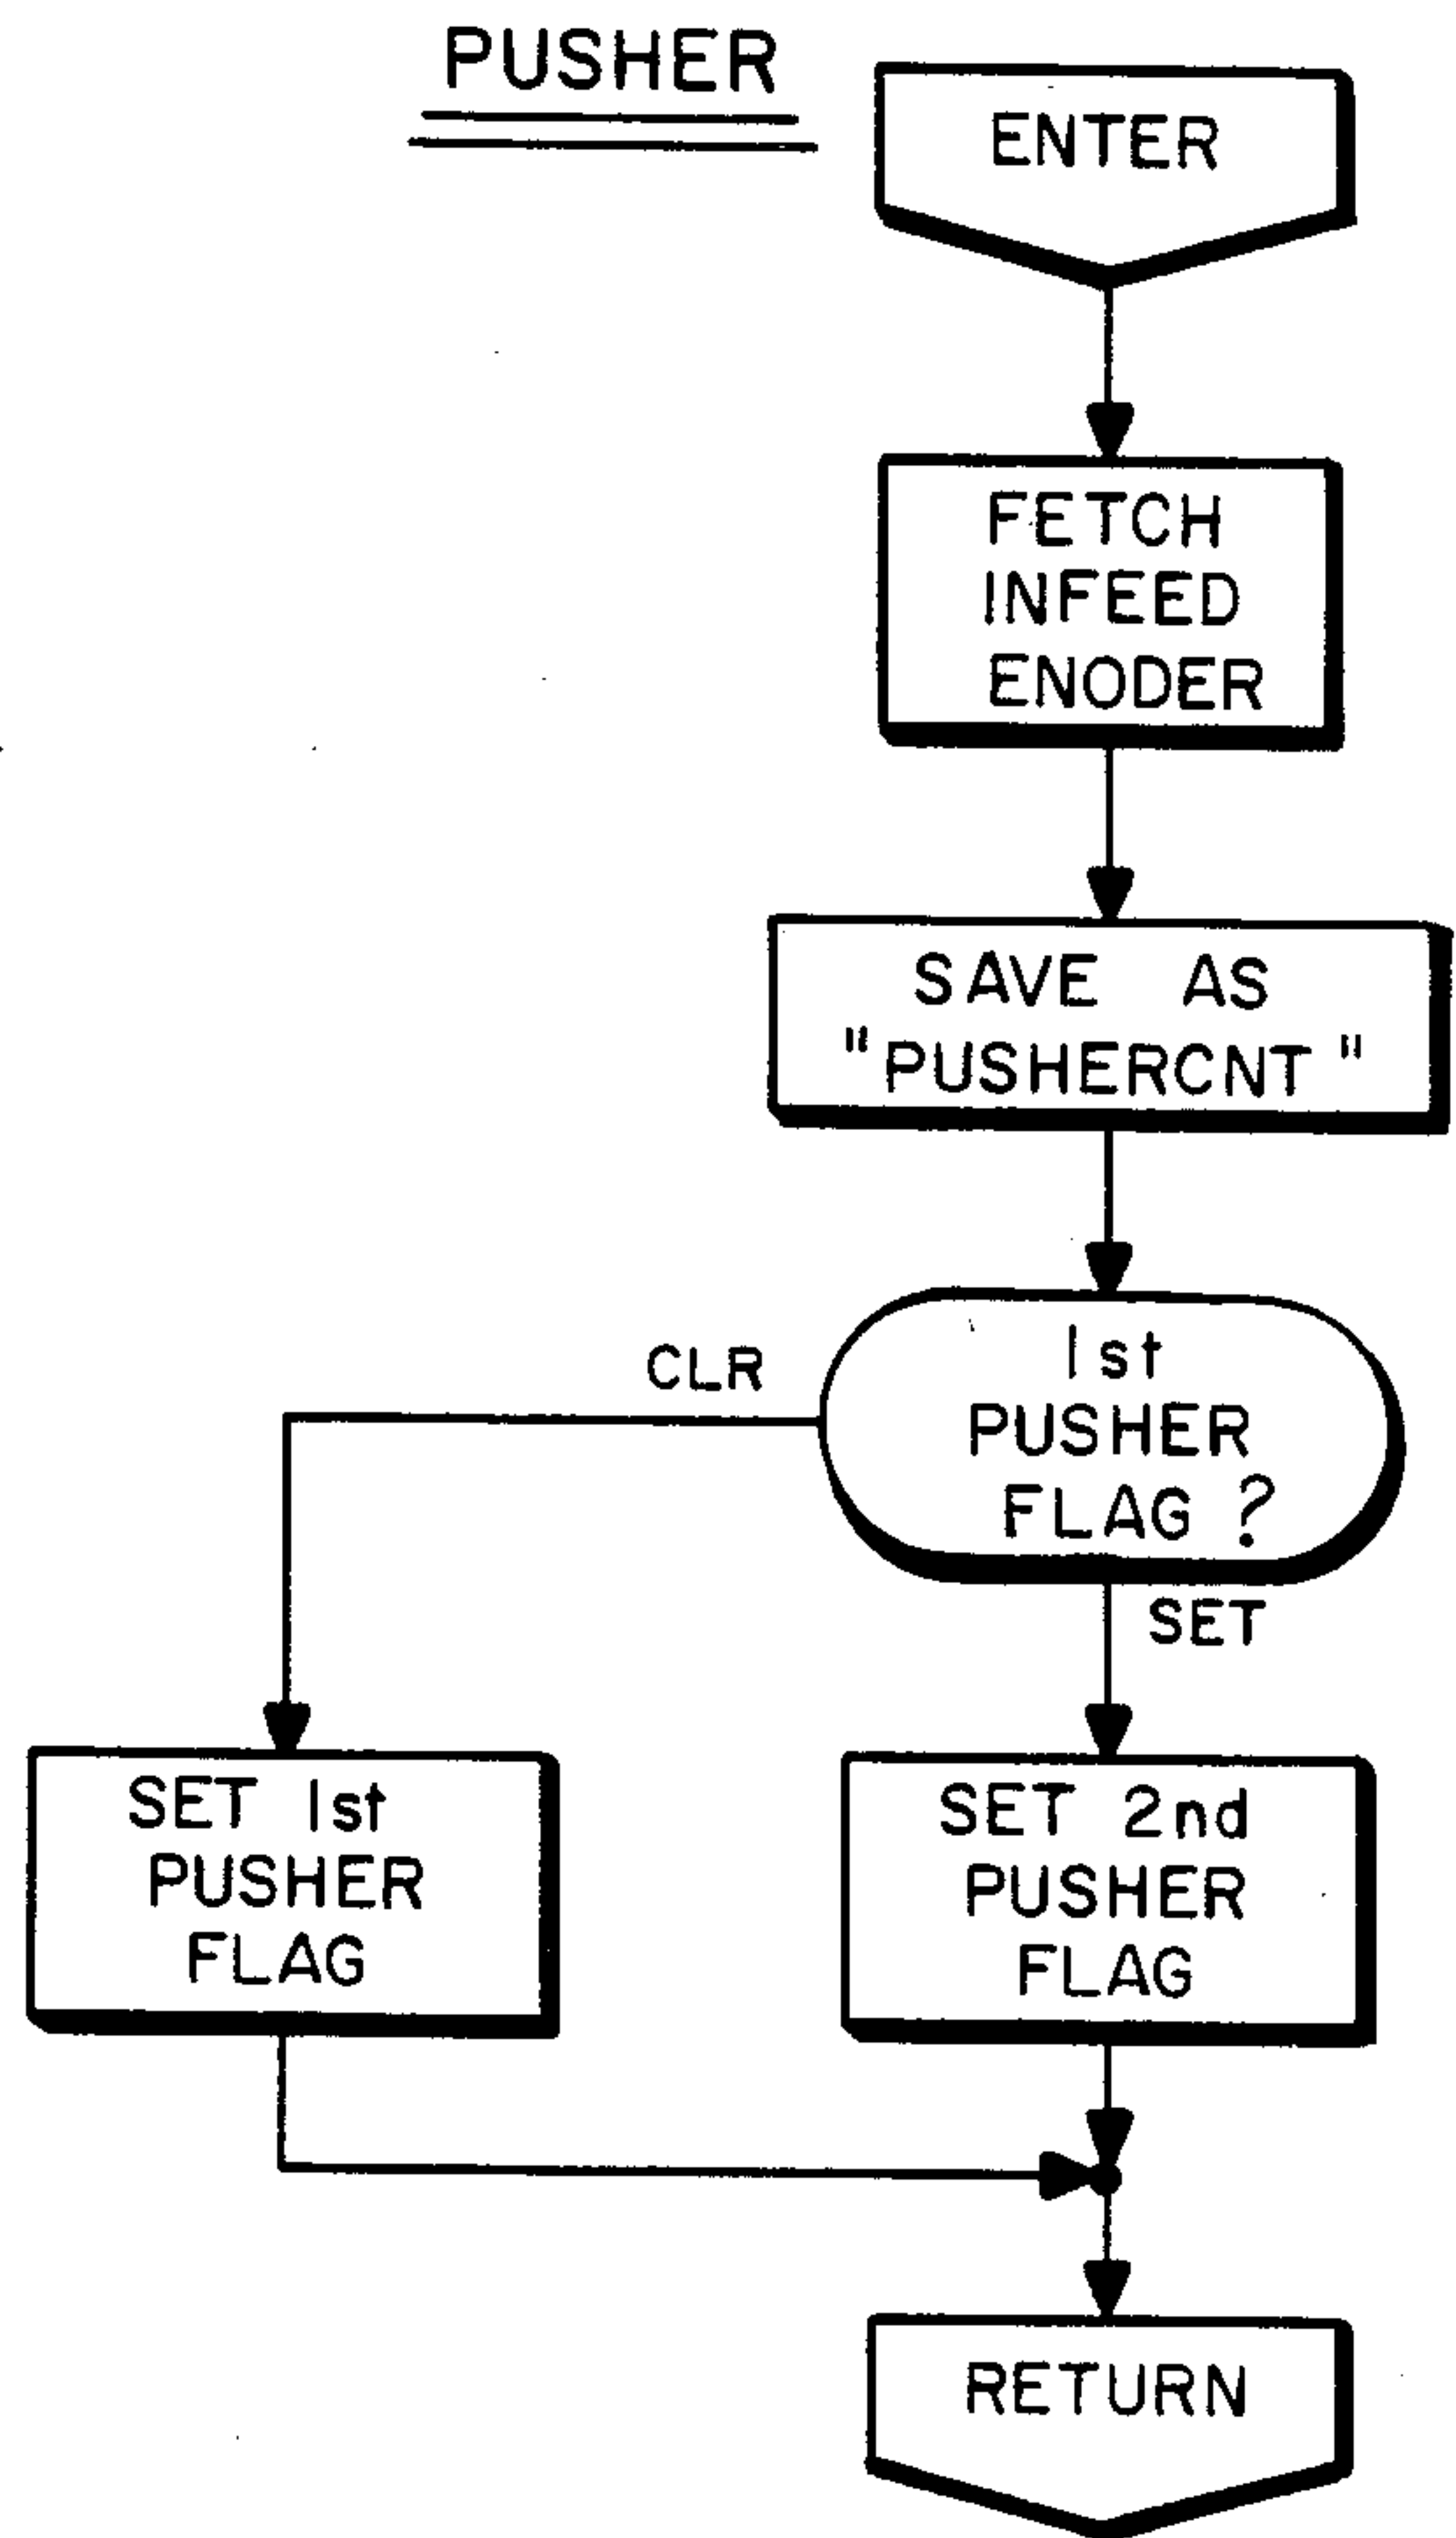 PUSHER
ENTER
FETCH
INFEED
ENODER
SAVE AS
"PUSHERCNT"
1st
PUSHER
FLAG ?
CLR
SET
SET 1st
PUSHER
FLAG
SET 2nd
PUSHER
FLAG
RETURN